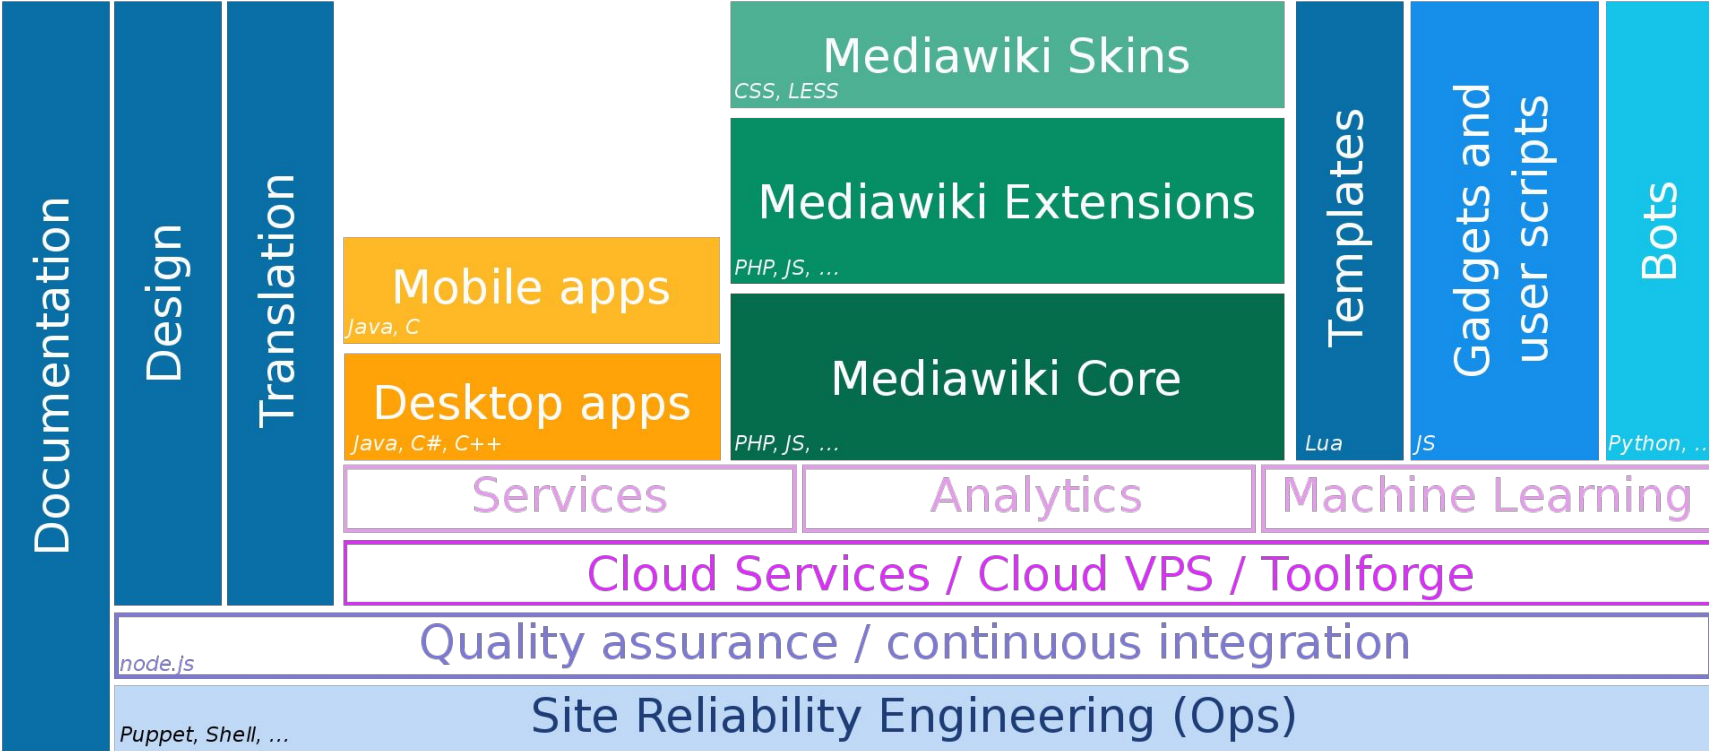 Documentation
Design
Translation
Mobile apps
Java, C
Desktop apps
Java, C#, C++
Mediawiki Skins
CSS, LESS
Mediawiki Extensions
PHP, JS, ...
Mediawiki Core
PHP, JS, ...
Templates
Lua
Gadgets and
user scripts
JS
Bots
Python, ..
Services
Analytics
Machine Learning
Cloud Services / Cloud VPS / Toolforge
Quality assurance / continuous integration
node.js
Site Reliability Engineering (Ops)
Puppet, Shell, ...